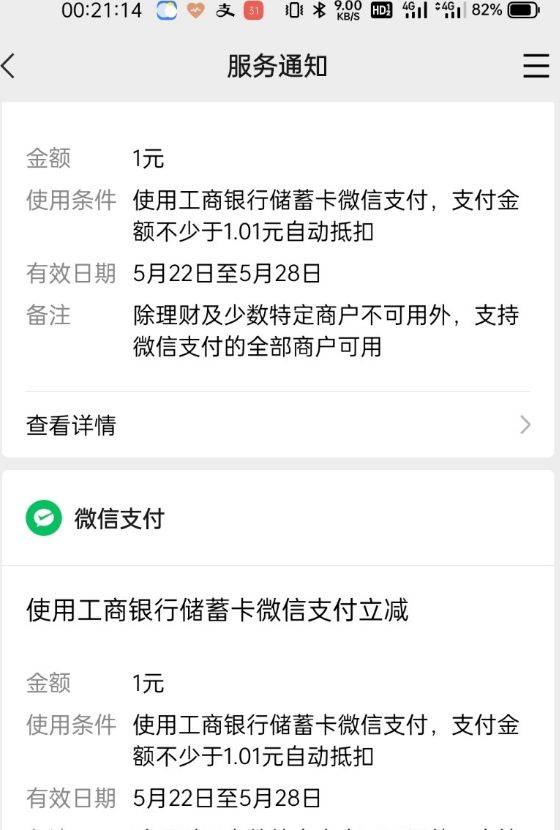 00:21:14 支 31 9.00 KB/S HD 4G 4G 82%
服务通知
金额 1元
使用条件 使用工商银行储蓄卡微信支付，支付金
额不少于1.01元自动抵扣
有效日期 5月22日至5月28日
备注 除理财及少数特定商户不可用外，支持
微信支付的全部商户可用
查看详情
微信支付
使用工商银行储蓄卡微信支付立减
金额 1元
使用条件 使用工商银行储蓄卡微信支付，支付金
额不少于1.01元自动抵扣
有效日期 5月22日至5月28日